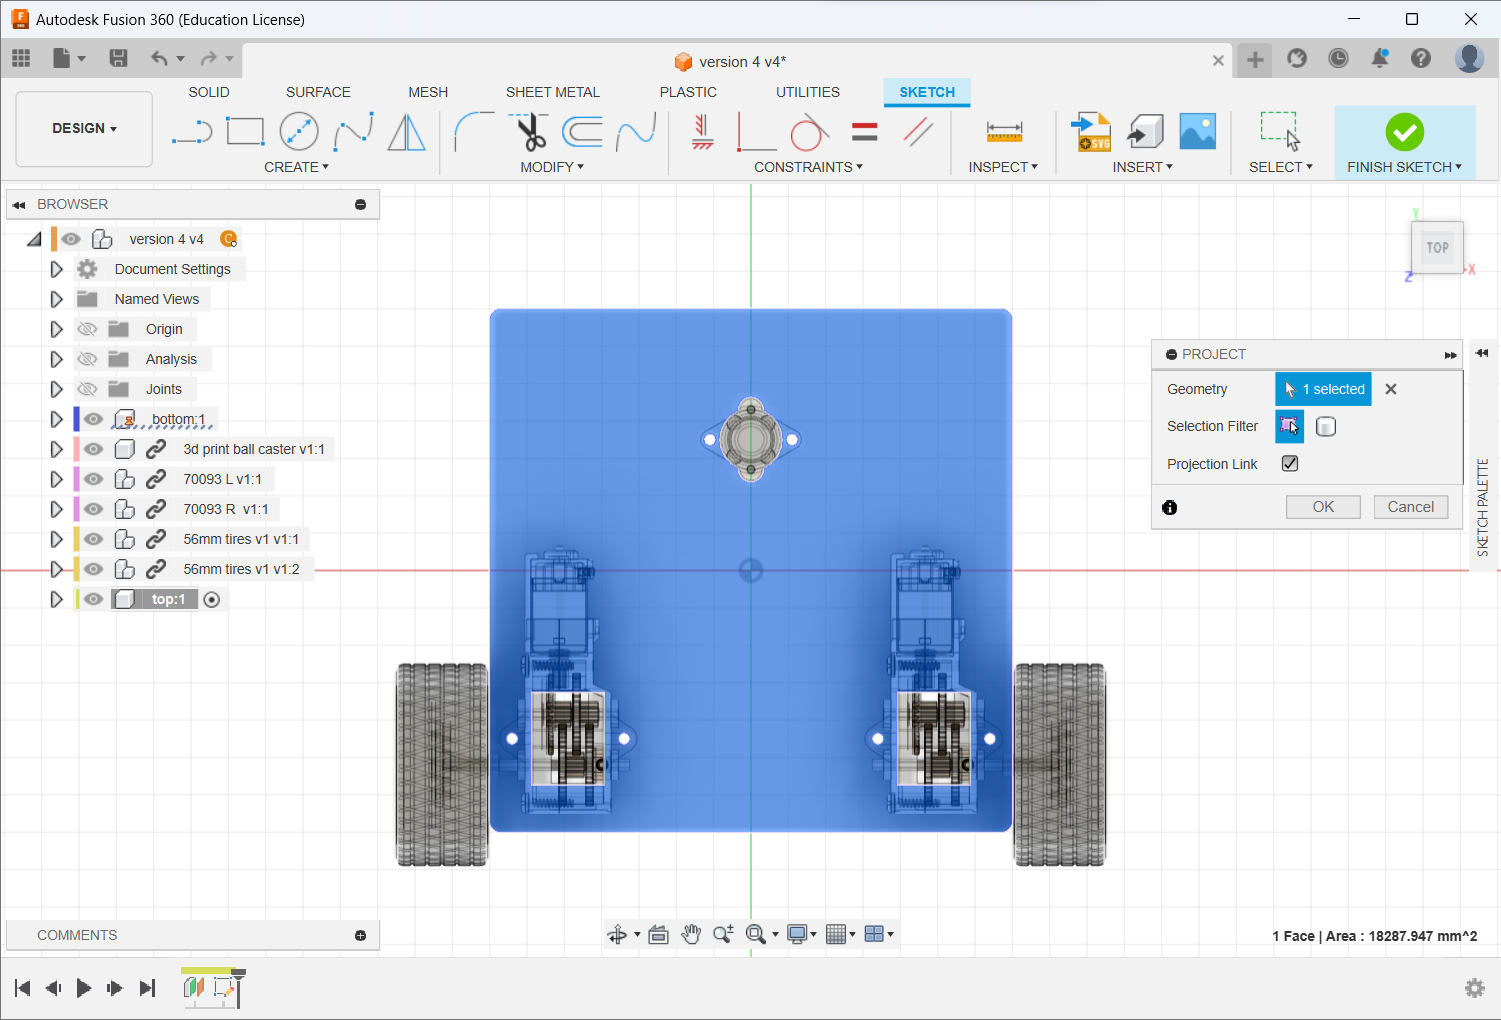 Autodesk Fusion 360 (Education License)
version 4 v4*
SOLID SURFACE MESH SHEET METAL PLASTIC UTILITIES SKETCH
DESIGN
SVG
CREATE MODIFY CONSTRAINTS INSPECT INSERT SELECT FINISH SKETCH
BROWSER
version 4 v4
Document Settings
Named Views
Origin
Analysis
Joints
bottom:1
3d print ball caster v1:1
70093 L v1:1
70093 R v1:1
56mm tires v1 v1:1
56mm tires v1 v1:2
top:1
Y
TOP
X
Z
PROJECT
Geometry 1 selected
Selection Filter
Projection Link
OK Cancel
SKETCH PALETTE
COMMENTS
1 Face | Area : 18287.947 mm^2